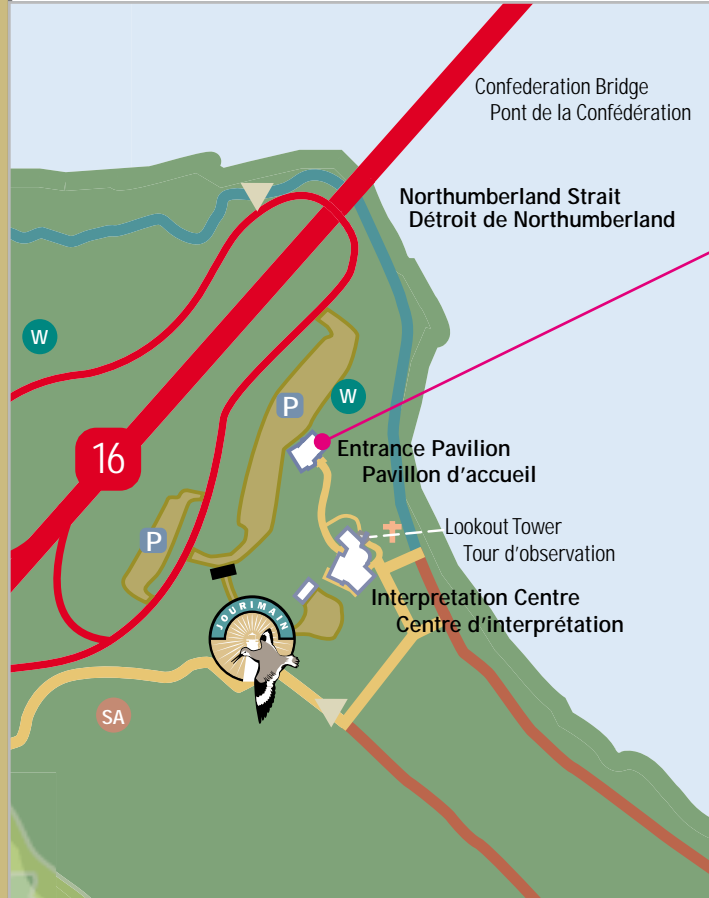 Confederation Bridge
Pont de la Confédération
Northumberland Strait
Détroit de Northumberland
W
P
W
Entrance Pavilion
Pavillon d'accueil
16
P
Lookout Tower
Tour d'observation
Interpretation Centre
Centre d'interprétation
JOURIMAIN
SA